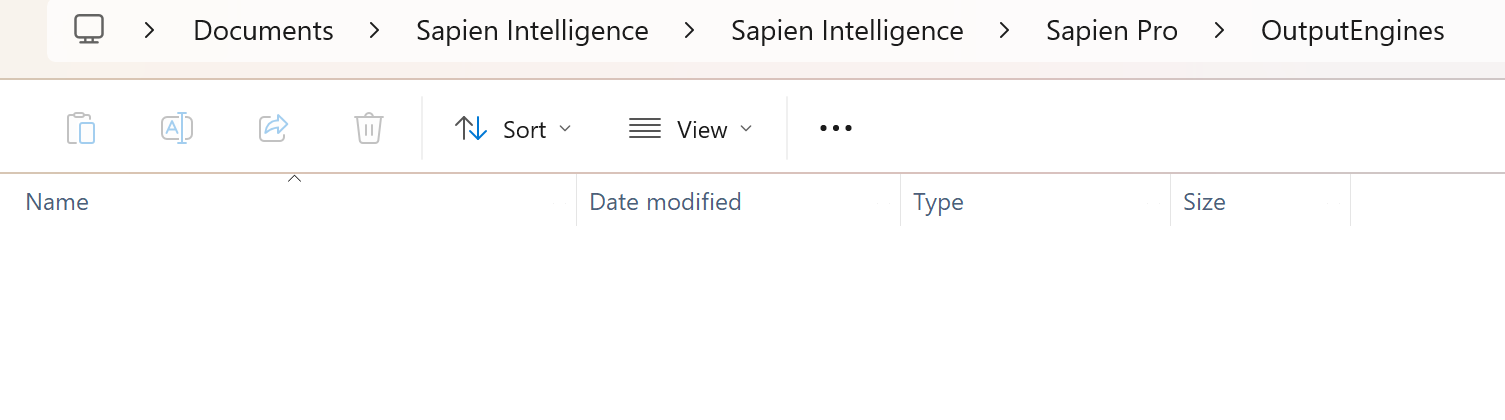 Documents > Sapien Intelligence > Sapien Intelligence > Sapien Pro > OutputEngines
Sort View
Name Date modified Type Size